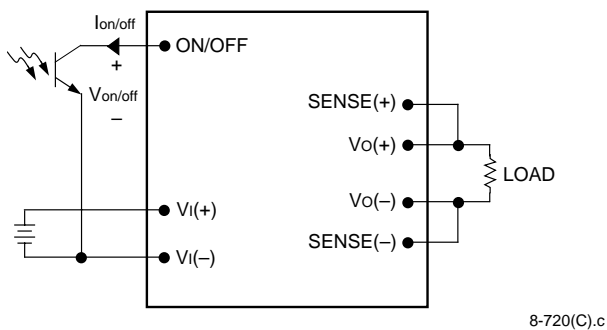 Ion/off
ON/OFF
+
Von/off
–
SENSE(+)
VO(+)
LOAD
VO(–)
SENSE(–)
VI(+)
VI(–)
8-720(C).c